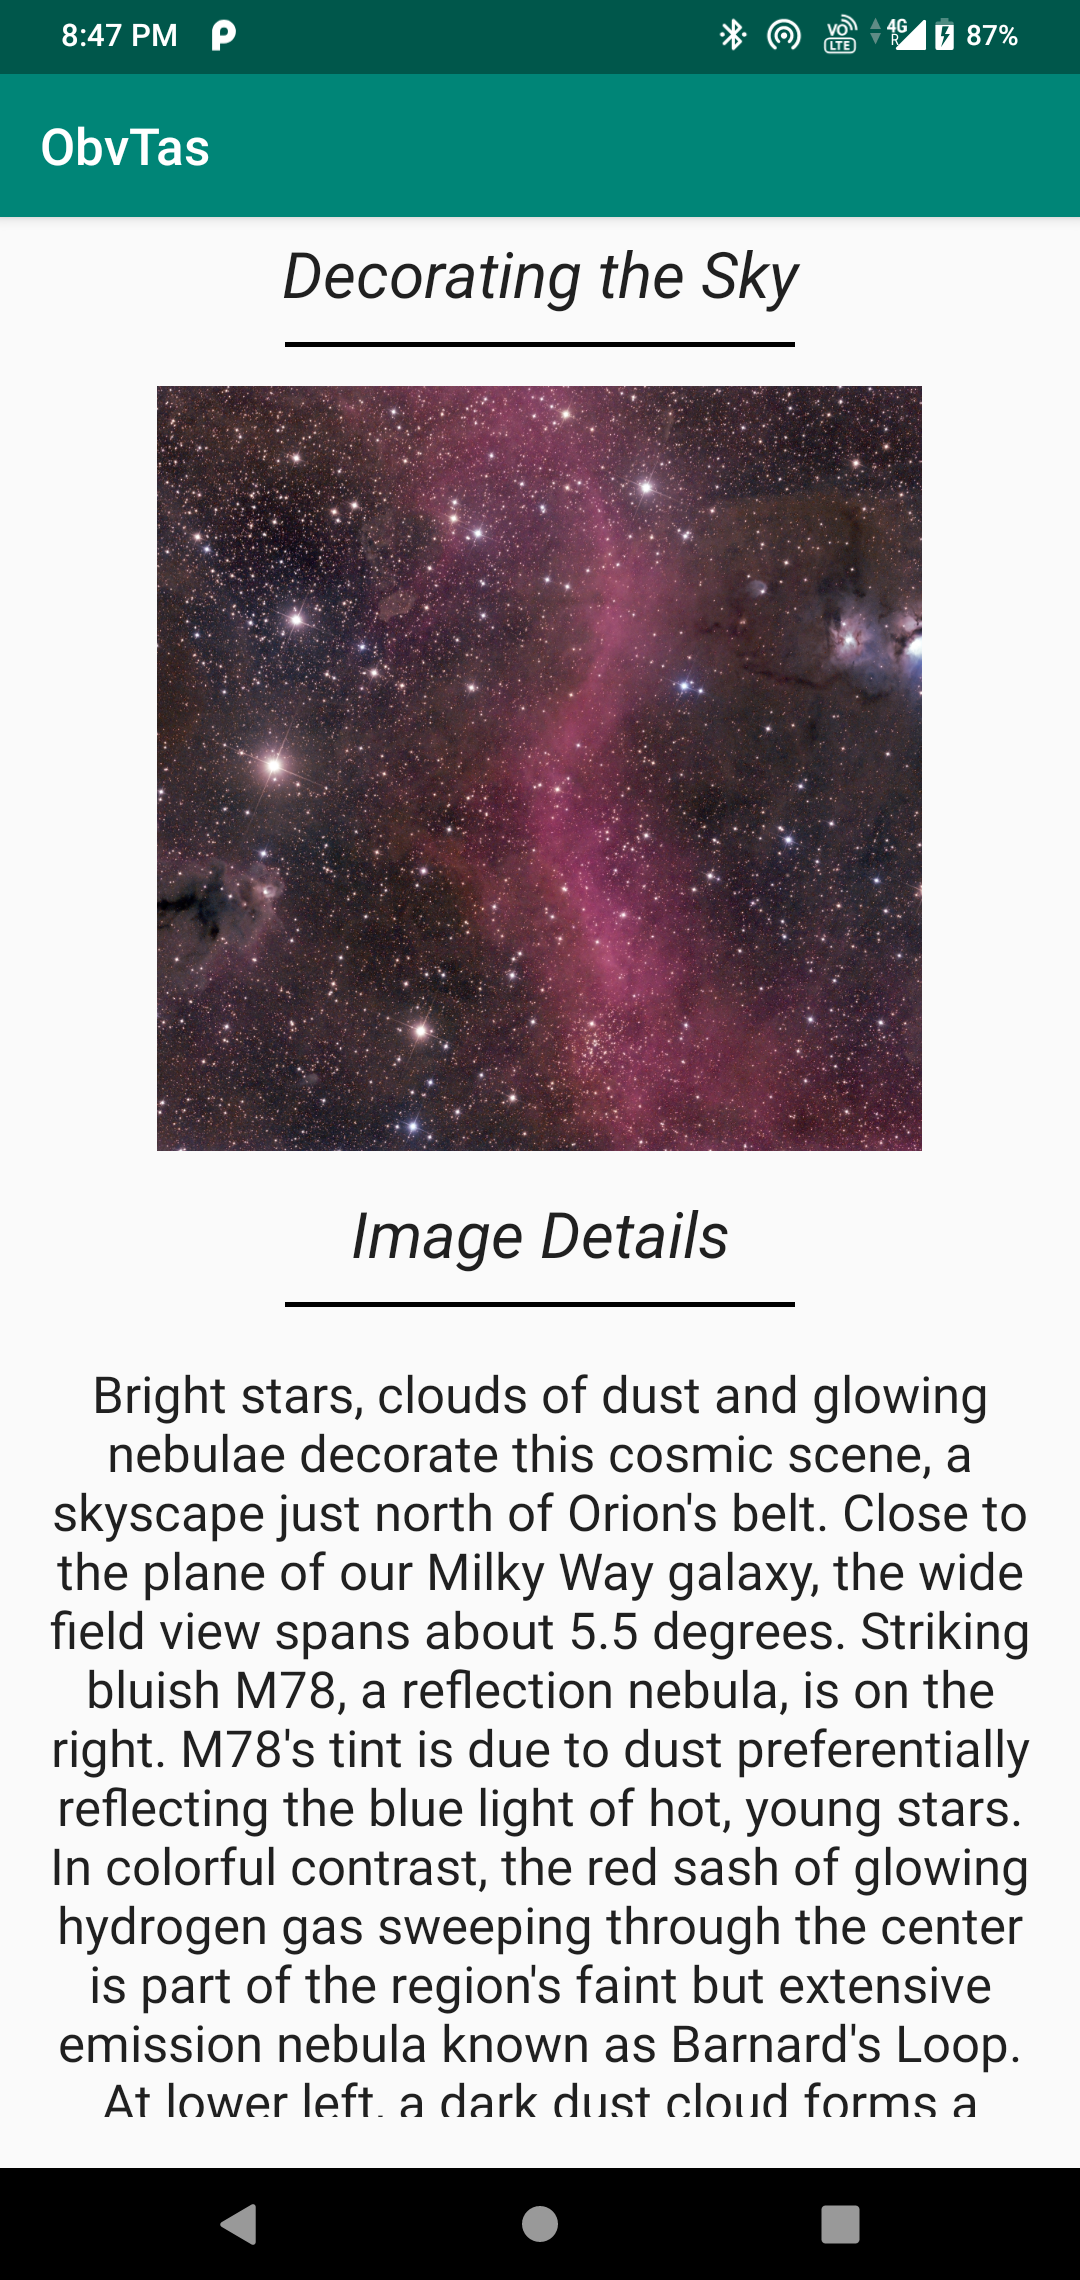 8:47 PM
VO LTE 4G R 87%
ObvTas
Decorating the Sky
Image Details
Bright stars, clouds of dust and glowing
nebulae decorate this cosmic scene, a
skyscape just north of Orion's belt. Close to
the plane of our Milky Way galaxy, the wide
field view spans about 5.5 degrees. Striking
bluish M78, a reflection nebula, is on the
right. M78's tint is due to dust preferentially
reflecting the blue light of hot, young stars.
In colorful contrast, the red sash of glowing
hydrogen gas sweeping through the center
is part of the region's faint but extensive
emission nebula known as Barnard's Loop.
At lower left, a dark dust cloud forms a